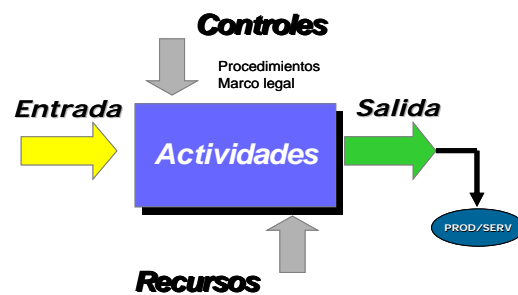 Controles
Procedimientos
Marco legal
Entrada
Salida
Actividades
PROD/SERV
Recursos